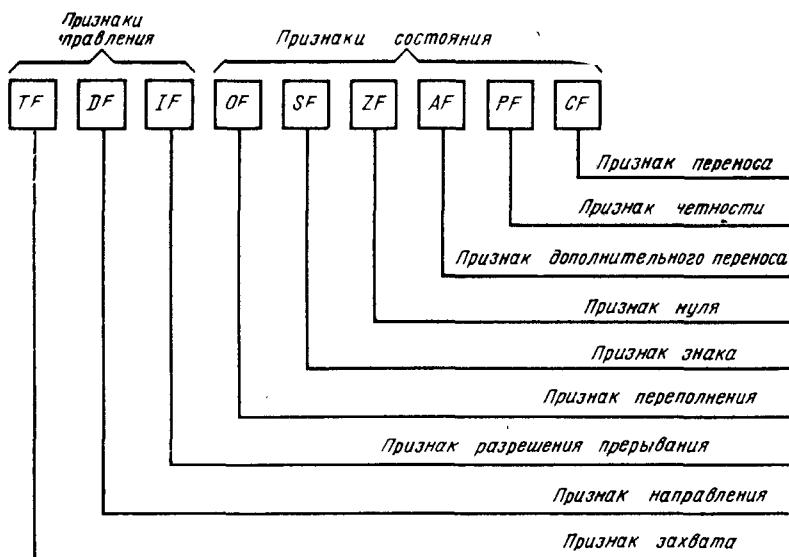 Признаки
управления
Признаки состояния
TF DF IF OF SF ZF AF PF CF
Признак переноса
Признак четности
Признак дополнительного переноса
Признак нуля
Признак знака
Признак переполнения
Признак разрешения прерывания
Признак направления
Признак захвата